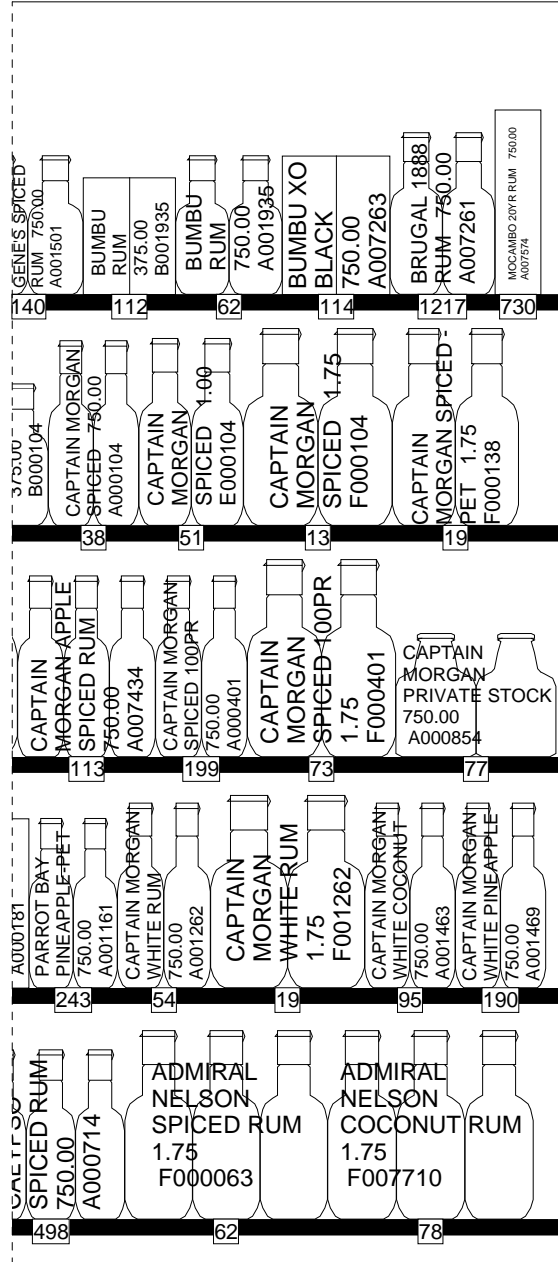 GENE'S SPICED
RUM 750.00
A001501
BUMBU
RUM
375.00
B001935
BUMBU
RUM
750.00
A001935
BUMBU XO
BLACK
750.00
A007263
BRUGAL 1888
RUM 750.00
A007261
MOCAMBO 20YR RUM 750.00
A007574
140
112
62
114
1217
730
375.00
B000104
CAPTAIN MORGAN
SPICED 750.00
A000104
CAPTAIN
MORGAN
SPICED 1.00
E000104
CAPTAIN
MORGAN
SPICED 1.75
F000104
CAPTAIN
MORGAN SPICED -
PET 1.75
F000138
38
51
13
19
CAPTAIN
MORGAN APPLE
SPICED RUM
750.00
A007434
CAPTAIN MORGAN
SPICED 100PR
750.00
A000401
CAPTAIN
MORGAN
SPICED 100PR
1.75
F000401
CAPTAIN
MORGAN
PRIVATE STOCK
750.00
A000854
113
199
73
77
A000181
PARROT BAY
PINEAPPLE-PET
750.00
A001161
CAPTAIN MORGAN
WHITE RUM
750.00
A001262
CAPTAIN
MORGAN
WHITE RUM
1.75
F001262
CAPTAIN MORGAN
WHITE COCONUT
750.00
A001463
CAPTAIN MORGAN
WHITE PINEAPPLE
750.00
A001469
243
54
19
95
190
CALYPSO
SPICED RUM
750.00
A000714
ADMIRAL
NELSON
SPICED RUM
1.75
F000063
ADMIRAL
NELSON
COCONUT RUM
1.75
F007710
498
62
78